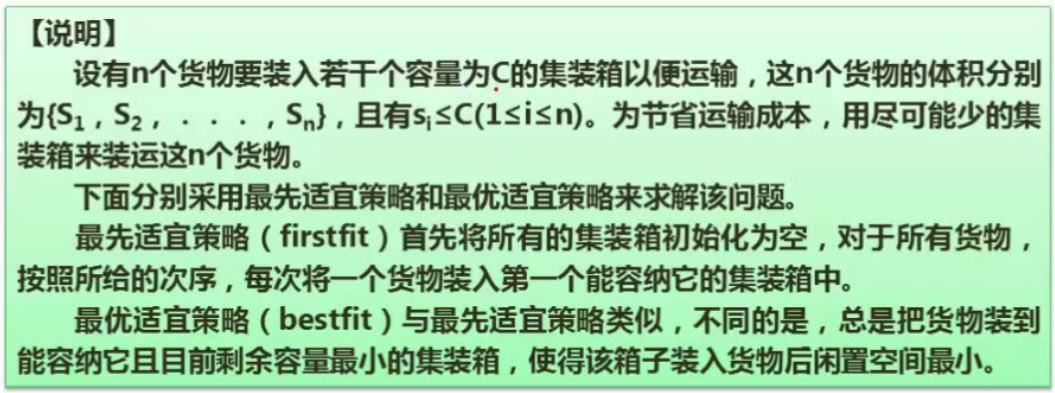 【说明】
设有n个货物要装入若干个容量为C的集装箱以便运输，这n个货物的体积分别
为{S₁，S₂，．．．，Sₙ}，且有sᵢ≤C(1≤i≤n)。为节省运输成本，用尽可能少的集
装箱来装运这n个货物。
下面分别采用最先适宜策略和最优适宜策略来求解该问题。
最先适宜策略（firstfit）首先将所有的集装箱初始化为空，对于所有货物，
按照所给的次序，每次将一个货物装入第一个能容纳它的集装箱中。
最优适宜策略（bestfit）与最先适宜策略类似，不同的是，总是把货物装到
能容纳它且目前剩余容量最小的集装箱，使得该箱子装入货物后闲置空间最小。